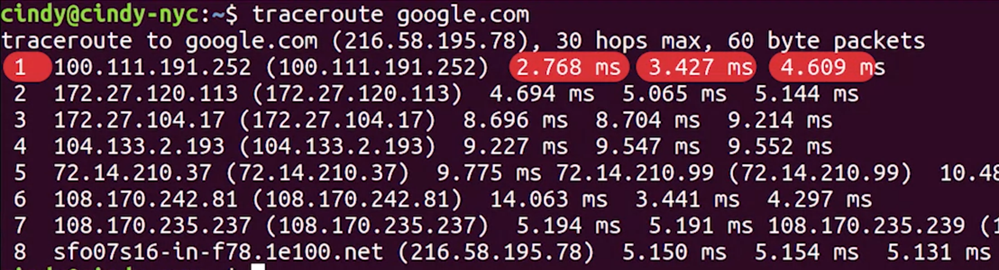 cindy@cindy-nyc:~$ traceroute google.com
traceroute to google.com (216.58.195.78), 30 hops max, 60 byte packets
1 100.111.191.252 (100.111.191.252) 2.768 ms 3.427 ms 4.609 ms
2 172.27.120.113 (172.27.120.113) 4.694 ms 5.065 ms 5.144 ms
3 172.27.104.17 (172.27.104.17) 8.696 ms 8.704 ms 9.214 ms
4 104.133.2.193 (104.133.2.193) 9.227 ms 9.547 ms 9.552 ms
5 72.14.210.37 (72.14.210.37) 9.775 ms 72.14.210.99 (72.14.210.99) 10.48
6 108.170.242.81 (108.170.242.81) 14.063 ms 3.441 ms 4.297 ms
7 108.170.235.237 (108.170.235.237) 5.194 ms 5.191 ms 108.170.235.239 (1
8 sfo07s16-in-f78.1e100.net (216.58.195.78) 5.150 ms 5.154 ms 5.131 ms